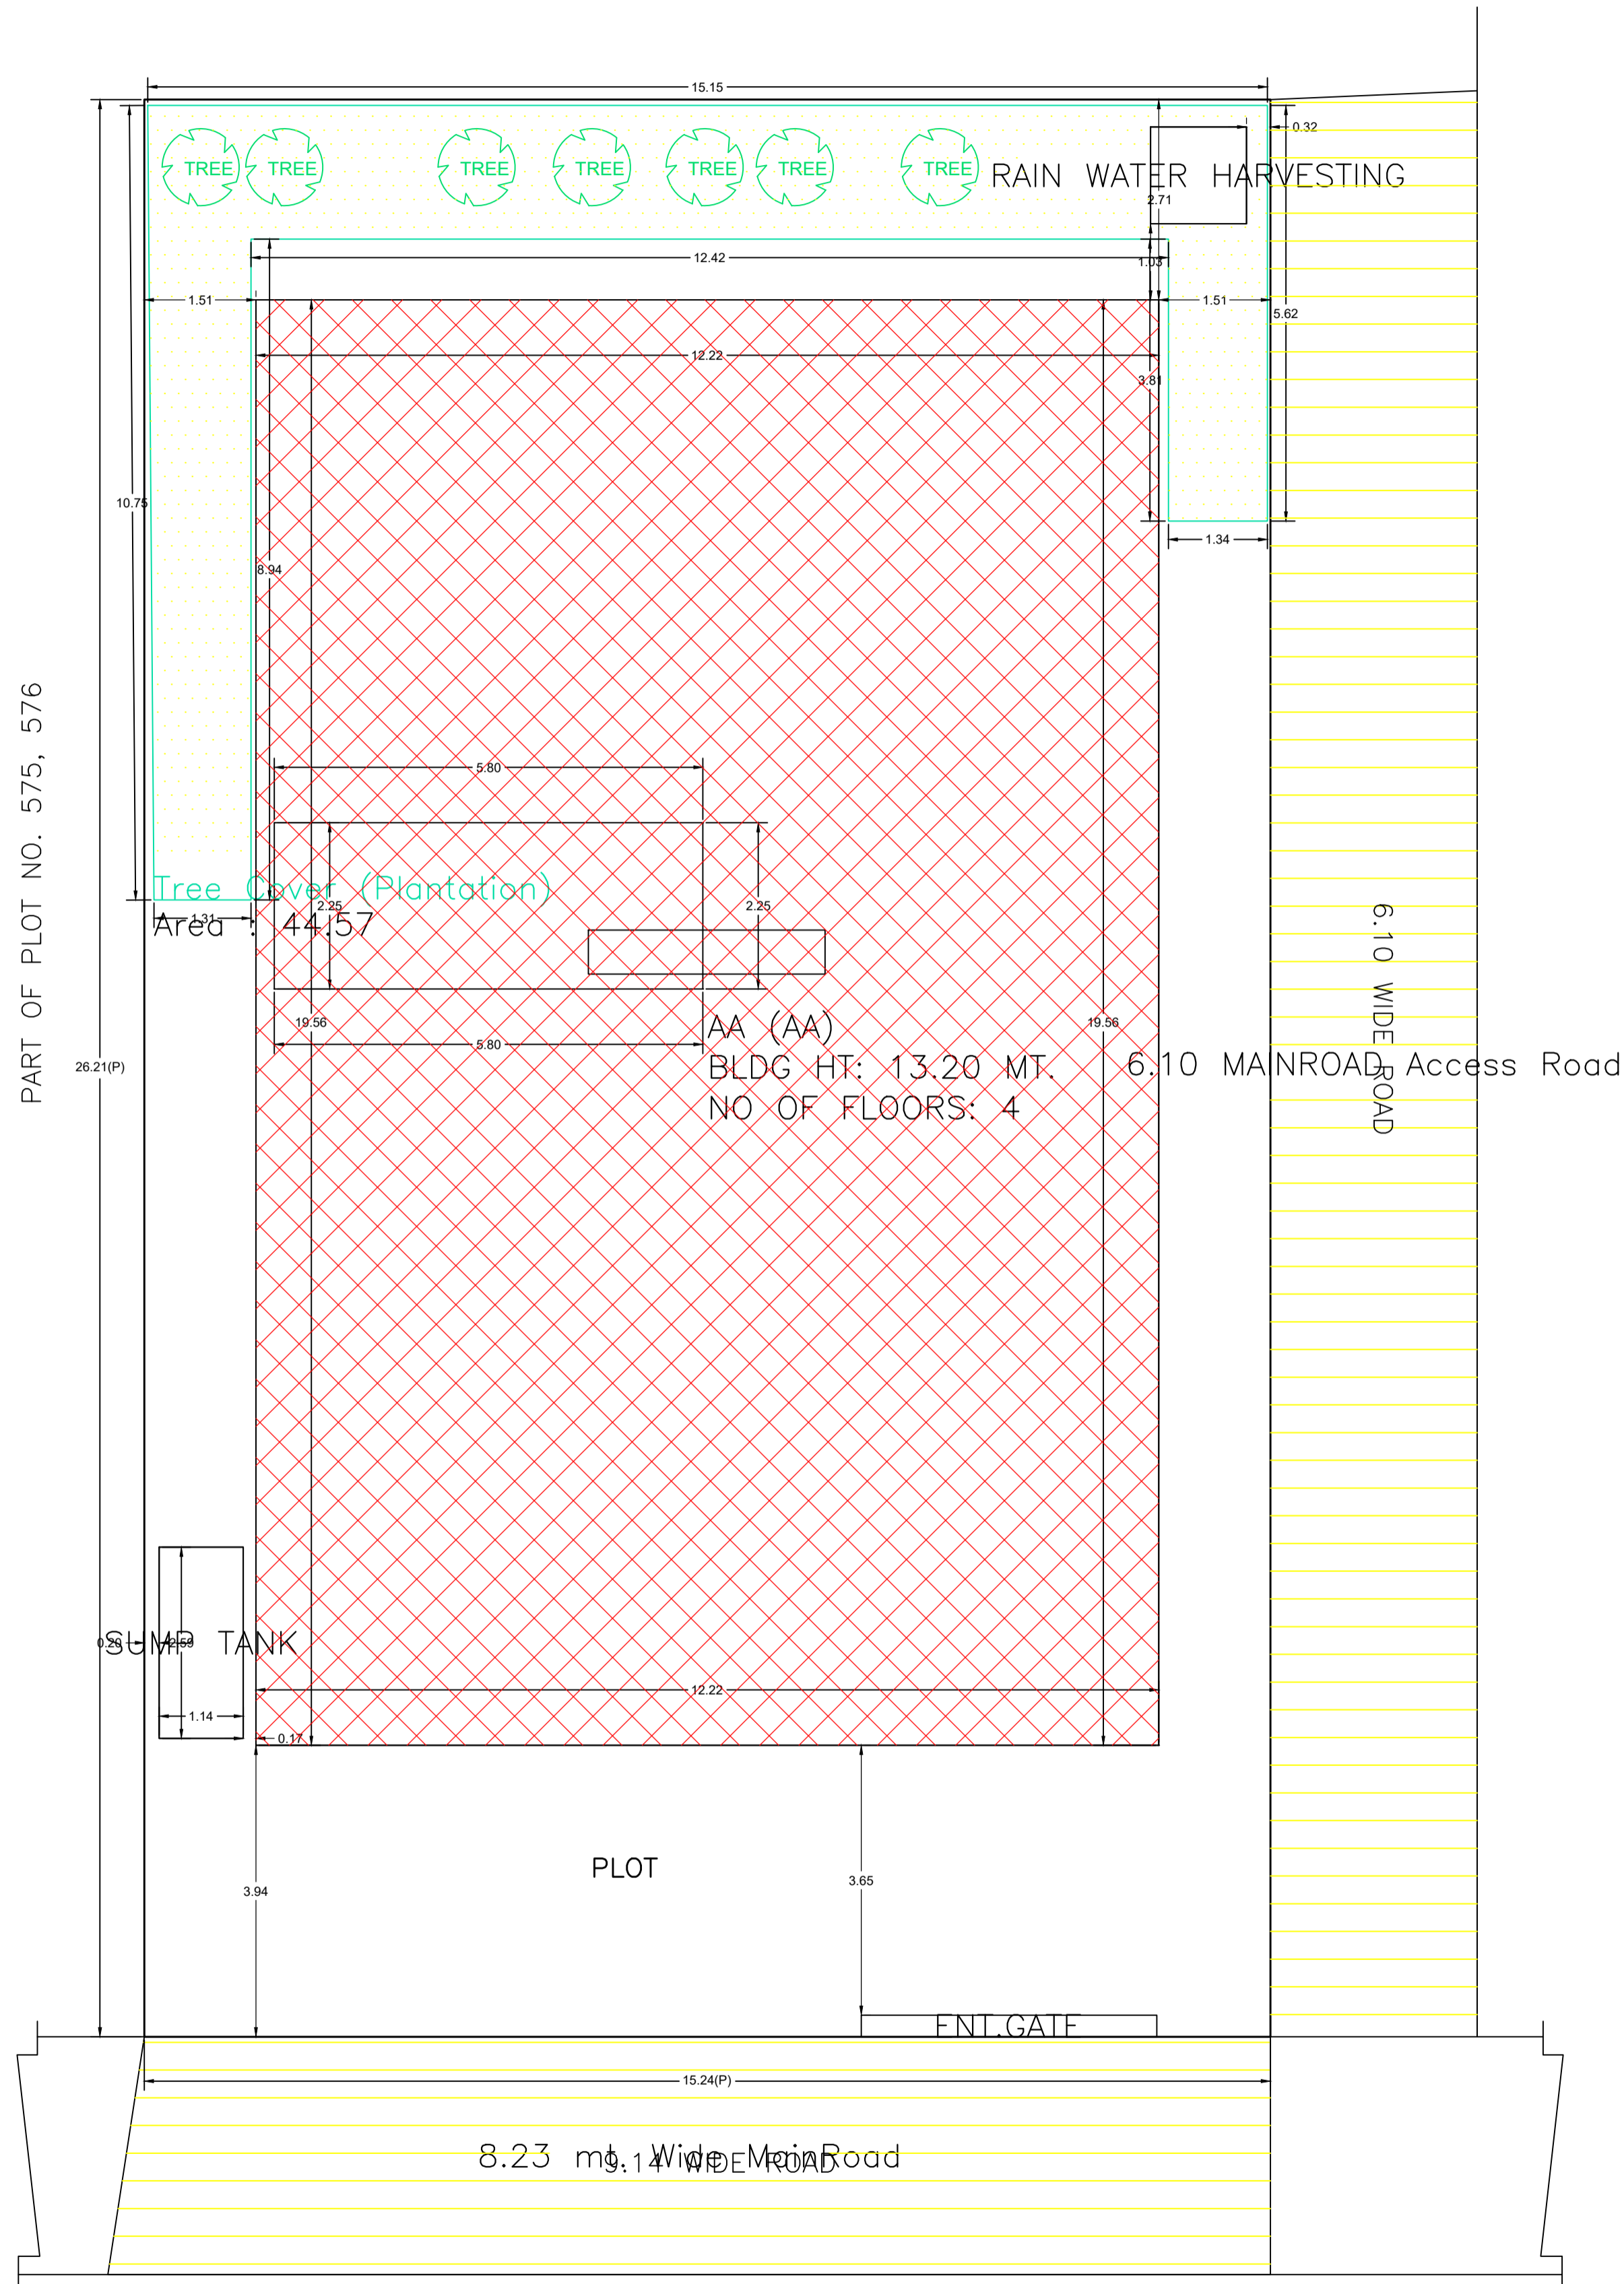 15.15
0.32
TREE TREE TREE TREE TREE TREE TREE
RAIN WATER HARVESTING
2.71
12.42
1.03
1.51
1.51
5.62
12.22
3.81
10.75
1.34
8.94
5.80
Tree Cover (Plantation)
Area : 44.57
1.31
2.25
2.25
PART OF PLOT NO. 575, 576
6.10 WIDE ROAD
19.56
19.56
5.80
AA (AA)
BLDG HT: 13.20 MT.
NO OF FLOORS: 4
6.10 MAINROAD Access Road
26.21(P)
0.20
SUMP TANK
2.59
12.22
1.14
0.17
PLOT
3.94
3.65
ENT.GATE
15.24(P)
8.23 mt. Wide MainRoad
9.14 WIDE ROAD